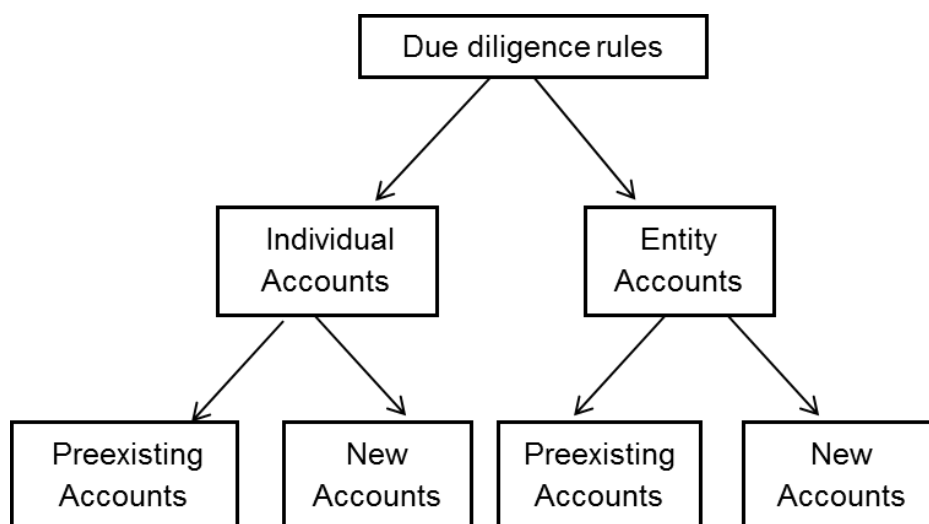 Due diligence rules
Individual
Accounts
Entity
Accounts
Preexisting
Accounts
New
Accounts
Preexisting
Accounts
New
Accounts